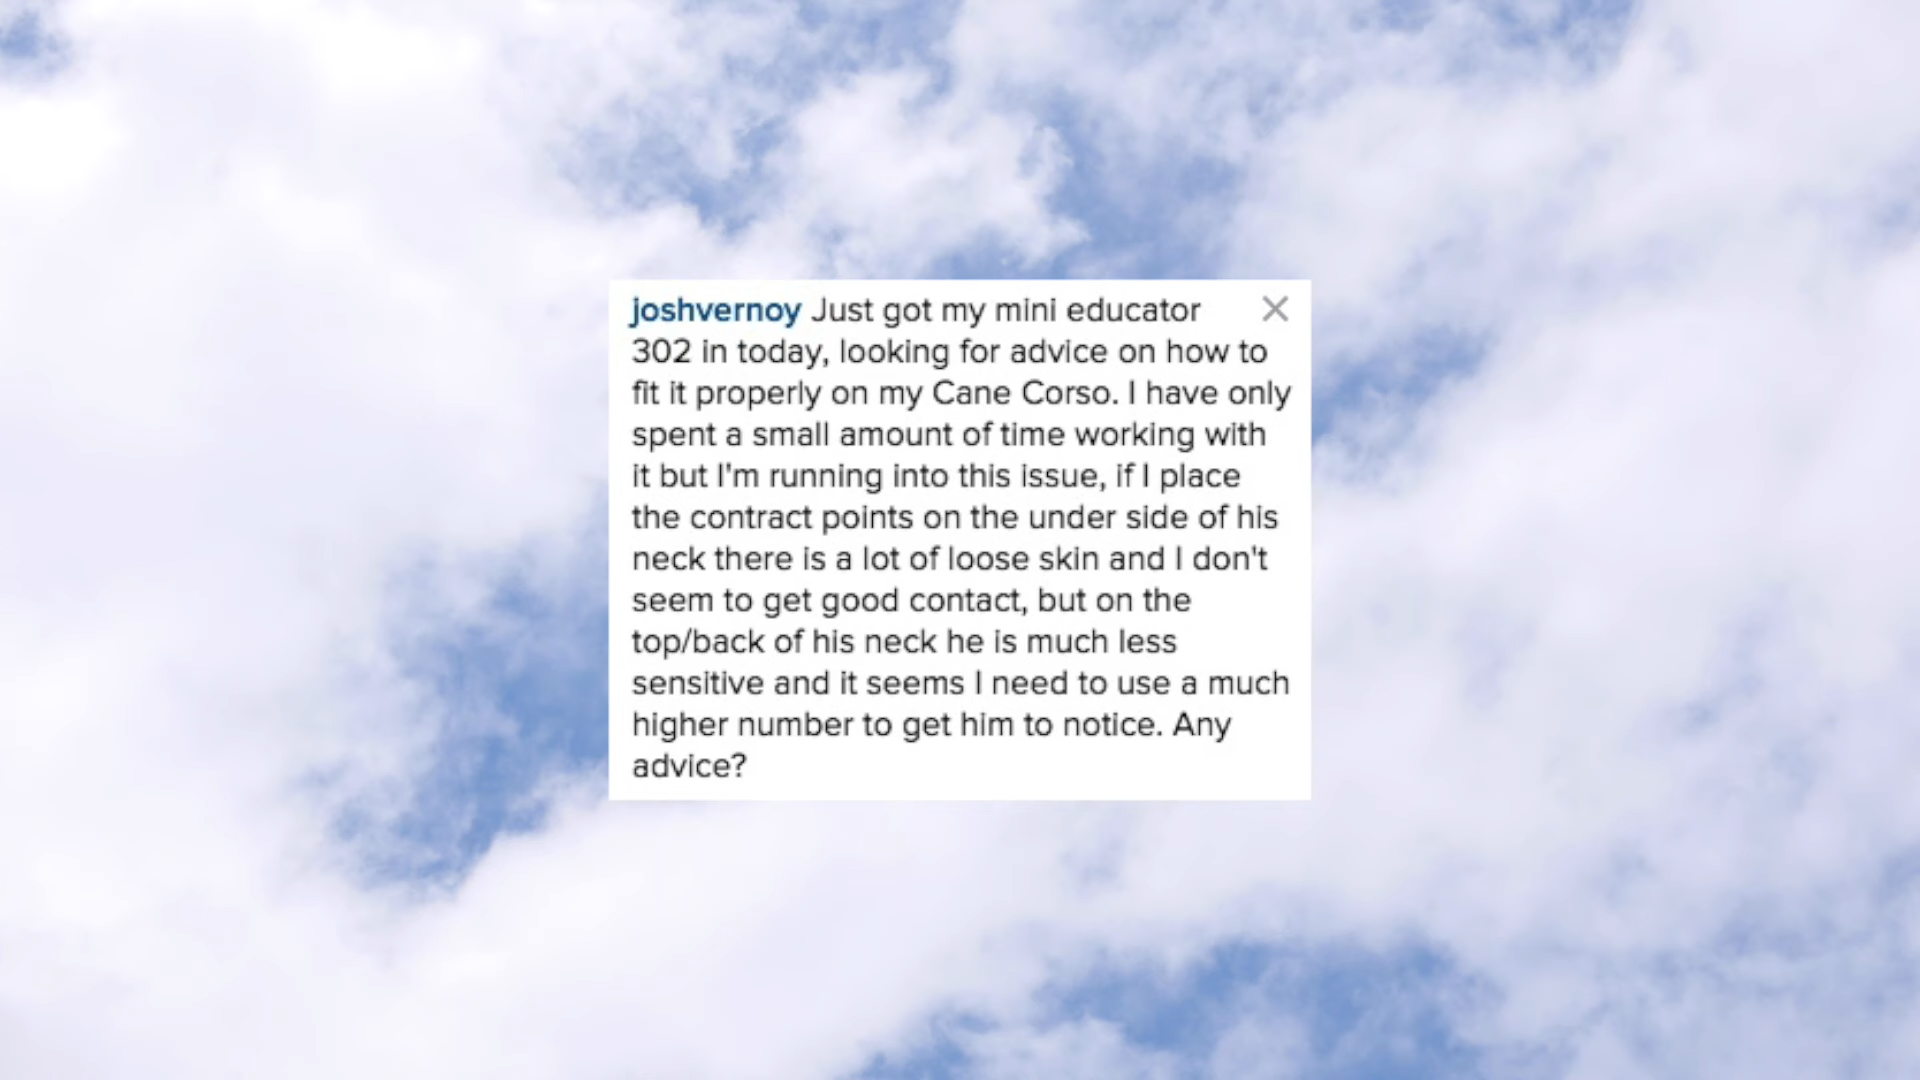 joshvernoy Just got my mini educator
302 in today, looking for advice on how to
fit it properly on my Cane Corso. I have only
spent a small amount of time working with
it but I'm running into this issue, if I place
the contract points on the under side of his
neck there is a lot of loose skin and I don't
seem to get good contact, but on the
top/back of his neck he is much less
sensitive and it seems I need to use a much
higher number to get him to notice. Any
advice?